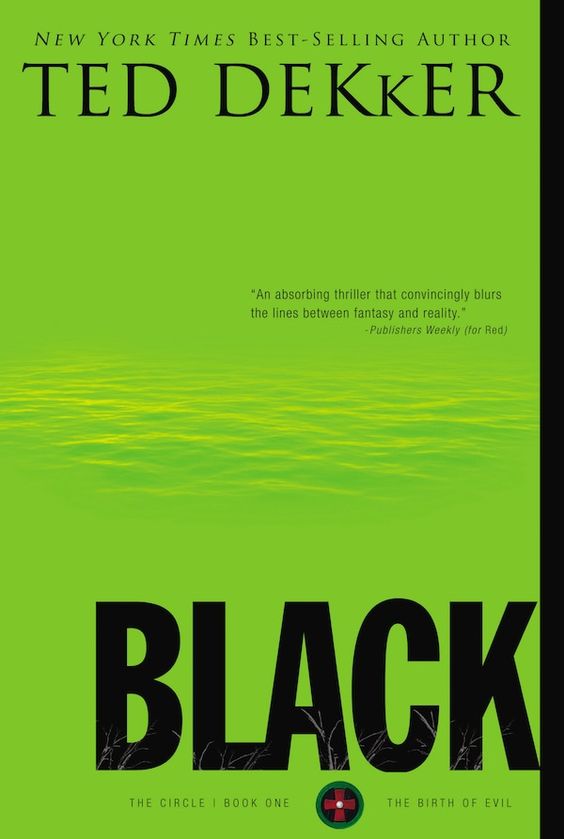 NEW YORK TIMES BEST-SELLING AUTHOR
TED DEKKER
“An absorbing thriller that convincingly blurs
the lines between fantasy and reality.”
-Publishers Weekly (for Red)
BLACK
THE CIRCLE | BOOK ONE THE BIRTH OF EVIL